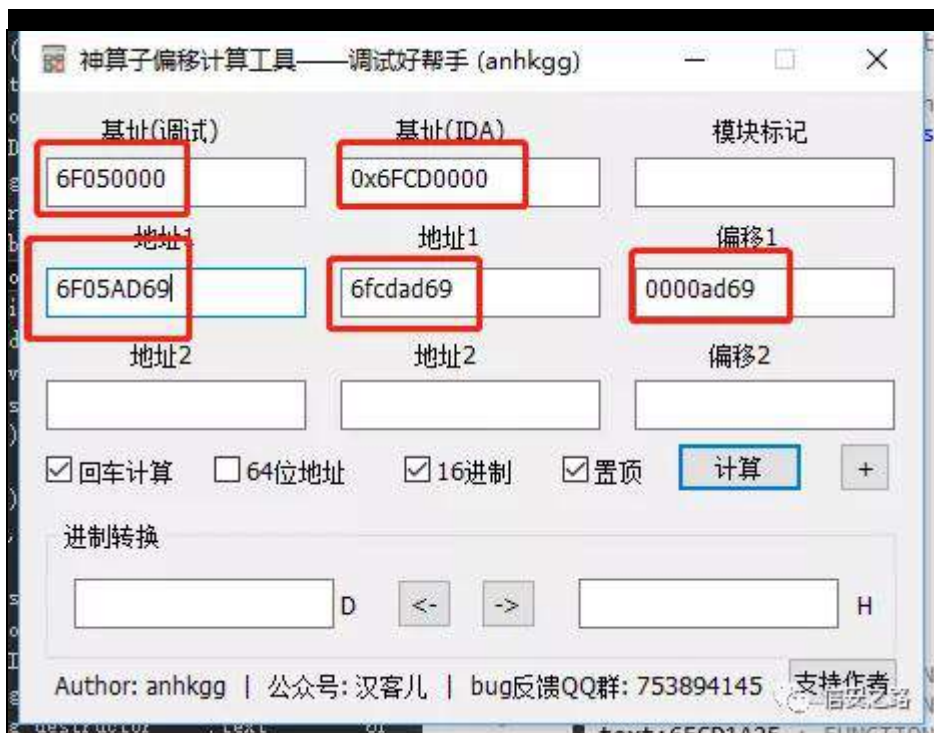 神算子偏移计算工具——调试好帮手 (anhkgg)
基址(调试) 基址(IDA) 模块标记
6F050000 0x6FCD0000
地址1 地址1 偏移1
6F05AD69 6fcdad69 0000ad69
地址2 地址2 偏移2
回车计算 64位地址 16进制 置顶 计算 +
进制转换
D <- -> H
Author: anhkgg | 公众号: 汉客儿 | bug反馈QQ群: 753894145 支持作者
信安之路